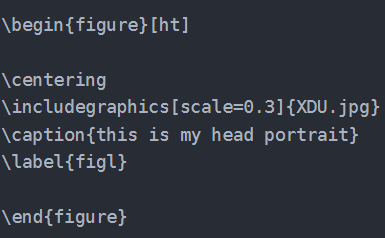 \begin{figure}[ht]
\centering
\includegraphics[scale=0.3]{XDU.jpg}
\caption{this is my head portrait}
\label{figl}
\end{figure}